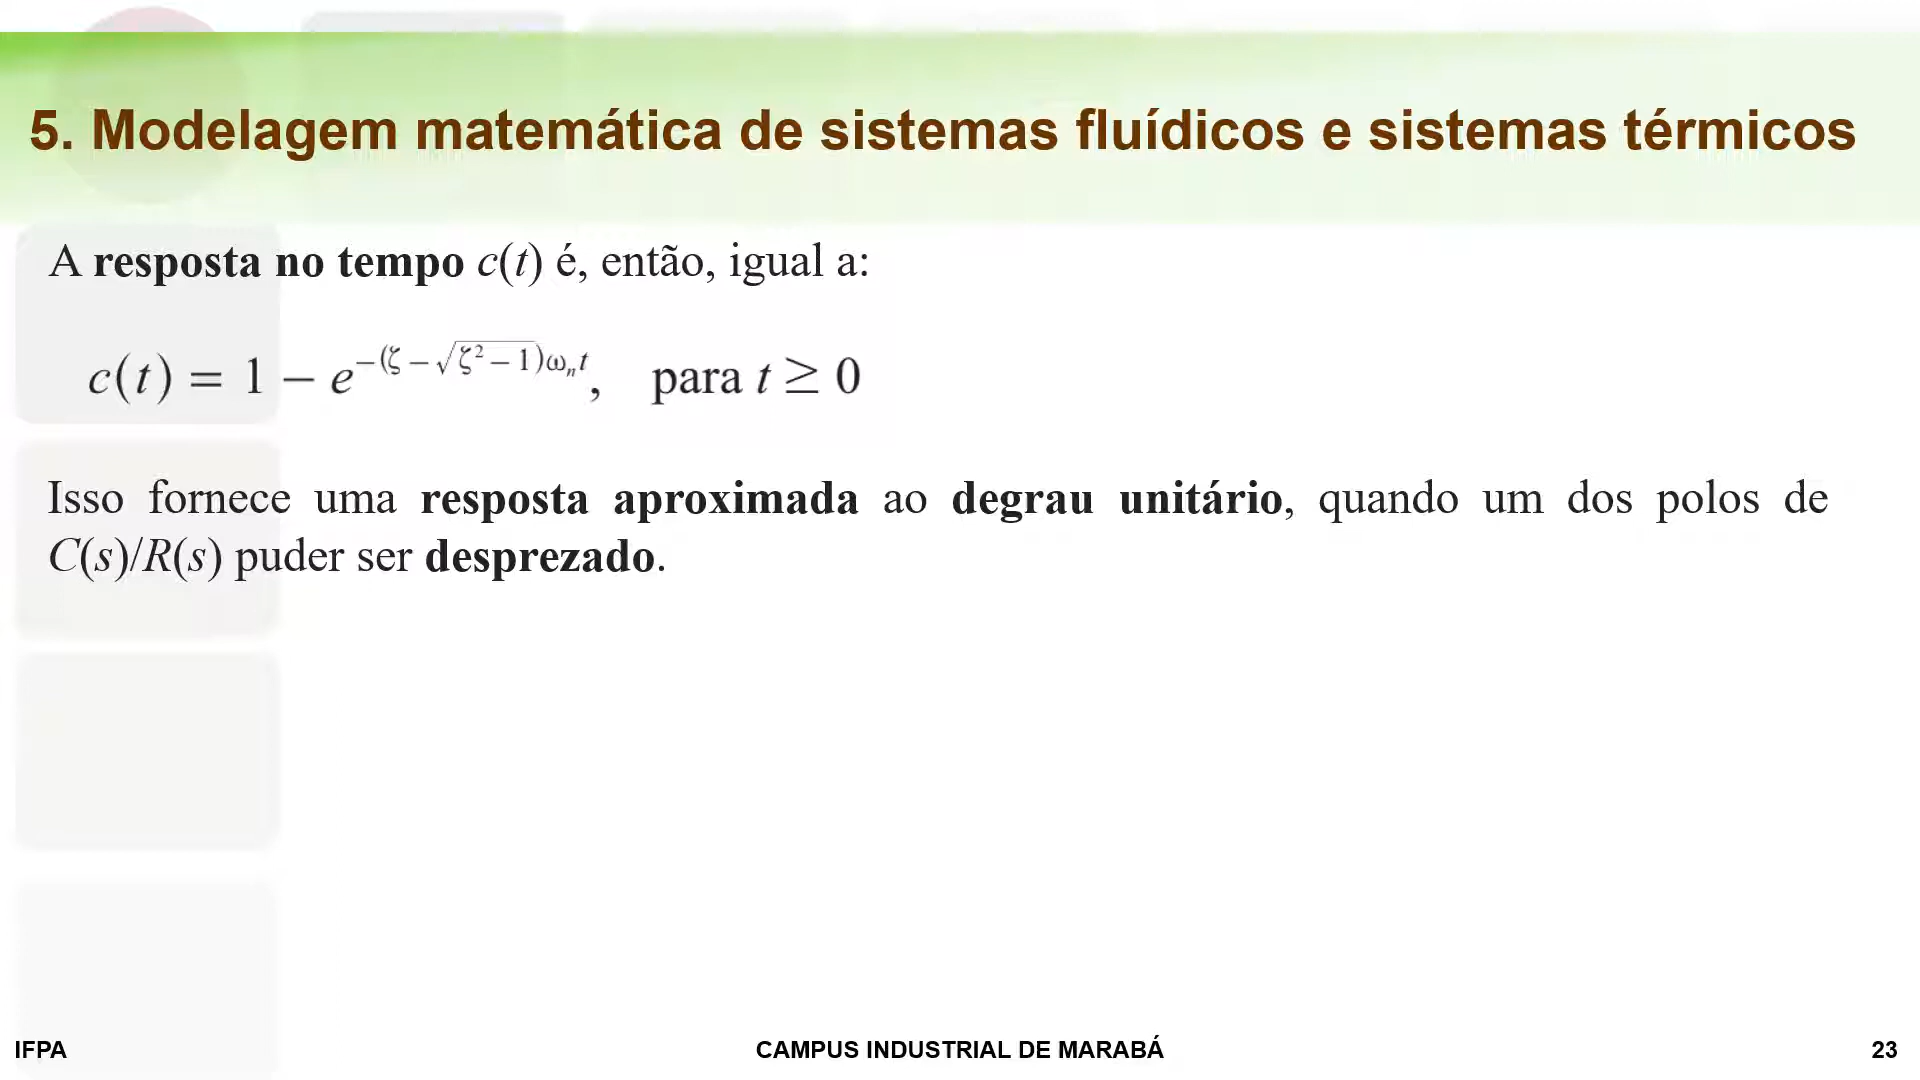 5. Modelagem matemática de sistemas fluídicos e sistemas térmicos
A resposta no tempo c(t) é, então, igual a:
c(t) = 1 − e^{−(ζ − √(ζ² − 1))ωₙt}, para t ≥ 0
Isso fornece uma resposta aproximada ao degrau unitário, quando um dos polos de
C(s)/R(s) puder ser desprezado.
IFPA CAMPUS INDUSTRIAL DE MARABÁ 23